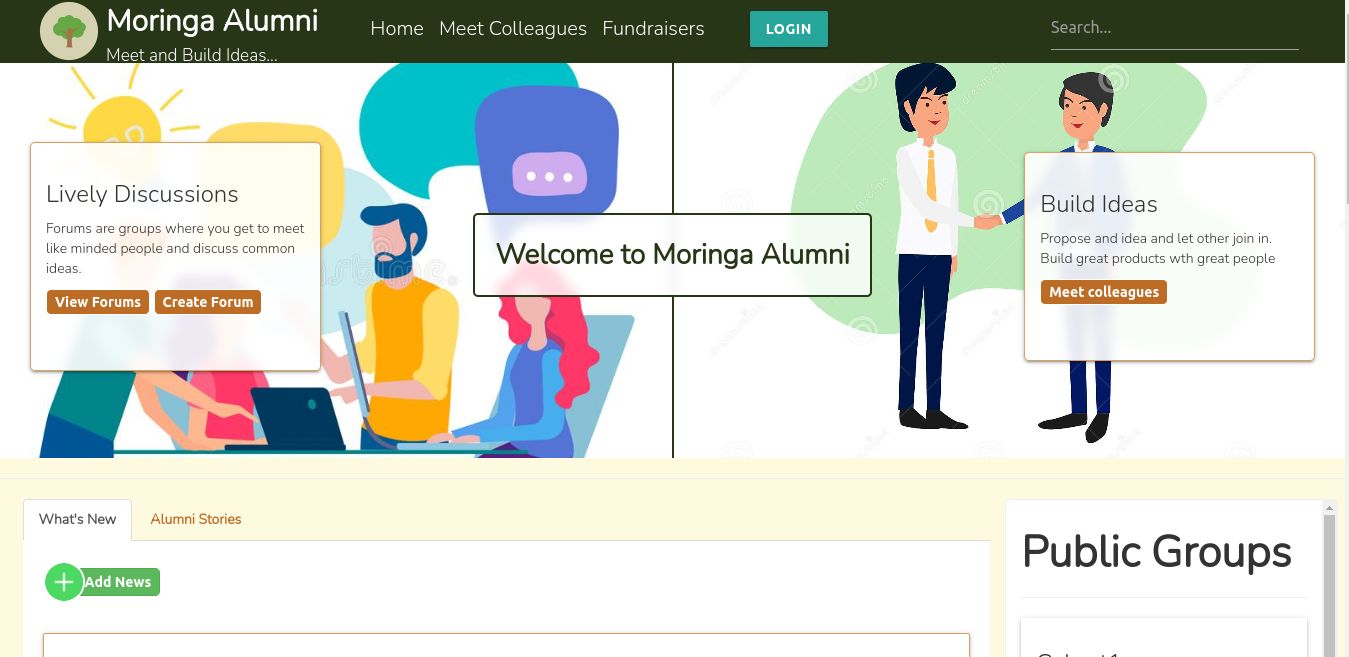 Moringa Alumni
Meet and Build Ideas...
Home Meet Colleagues Fundraisers
LOGIN
Search...
Lively Discussions
Forums are groups where you get to meet
like minded people and discuss common
ideas.
View Forums Create Forum
Welcome to Moringa Alumni
Build Ideas
Propose and idea and let other join in.
Build great products wth great people
Meet colleagues
What's New Alumni Stories
Add News
Public Groups